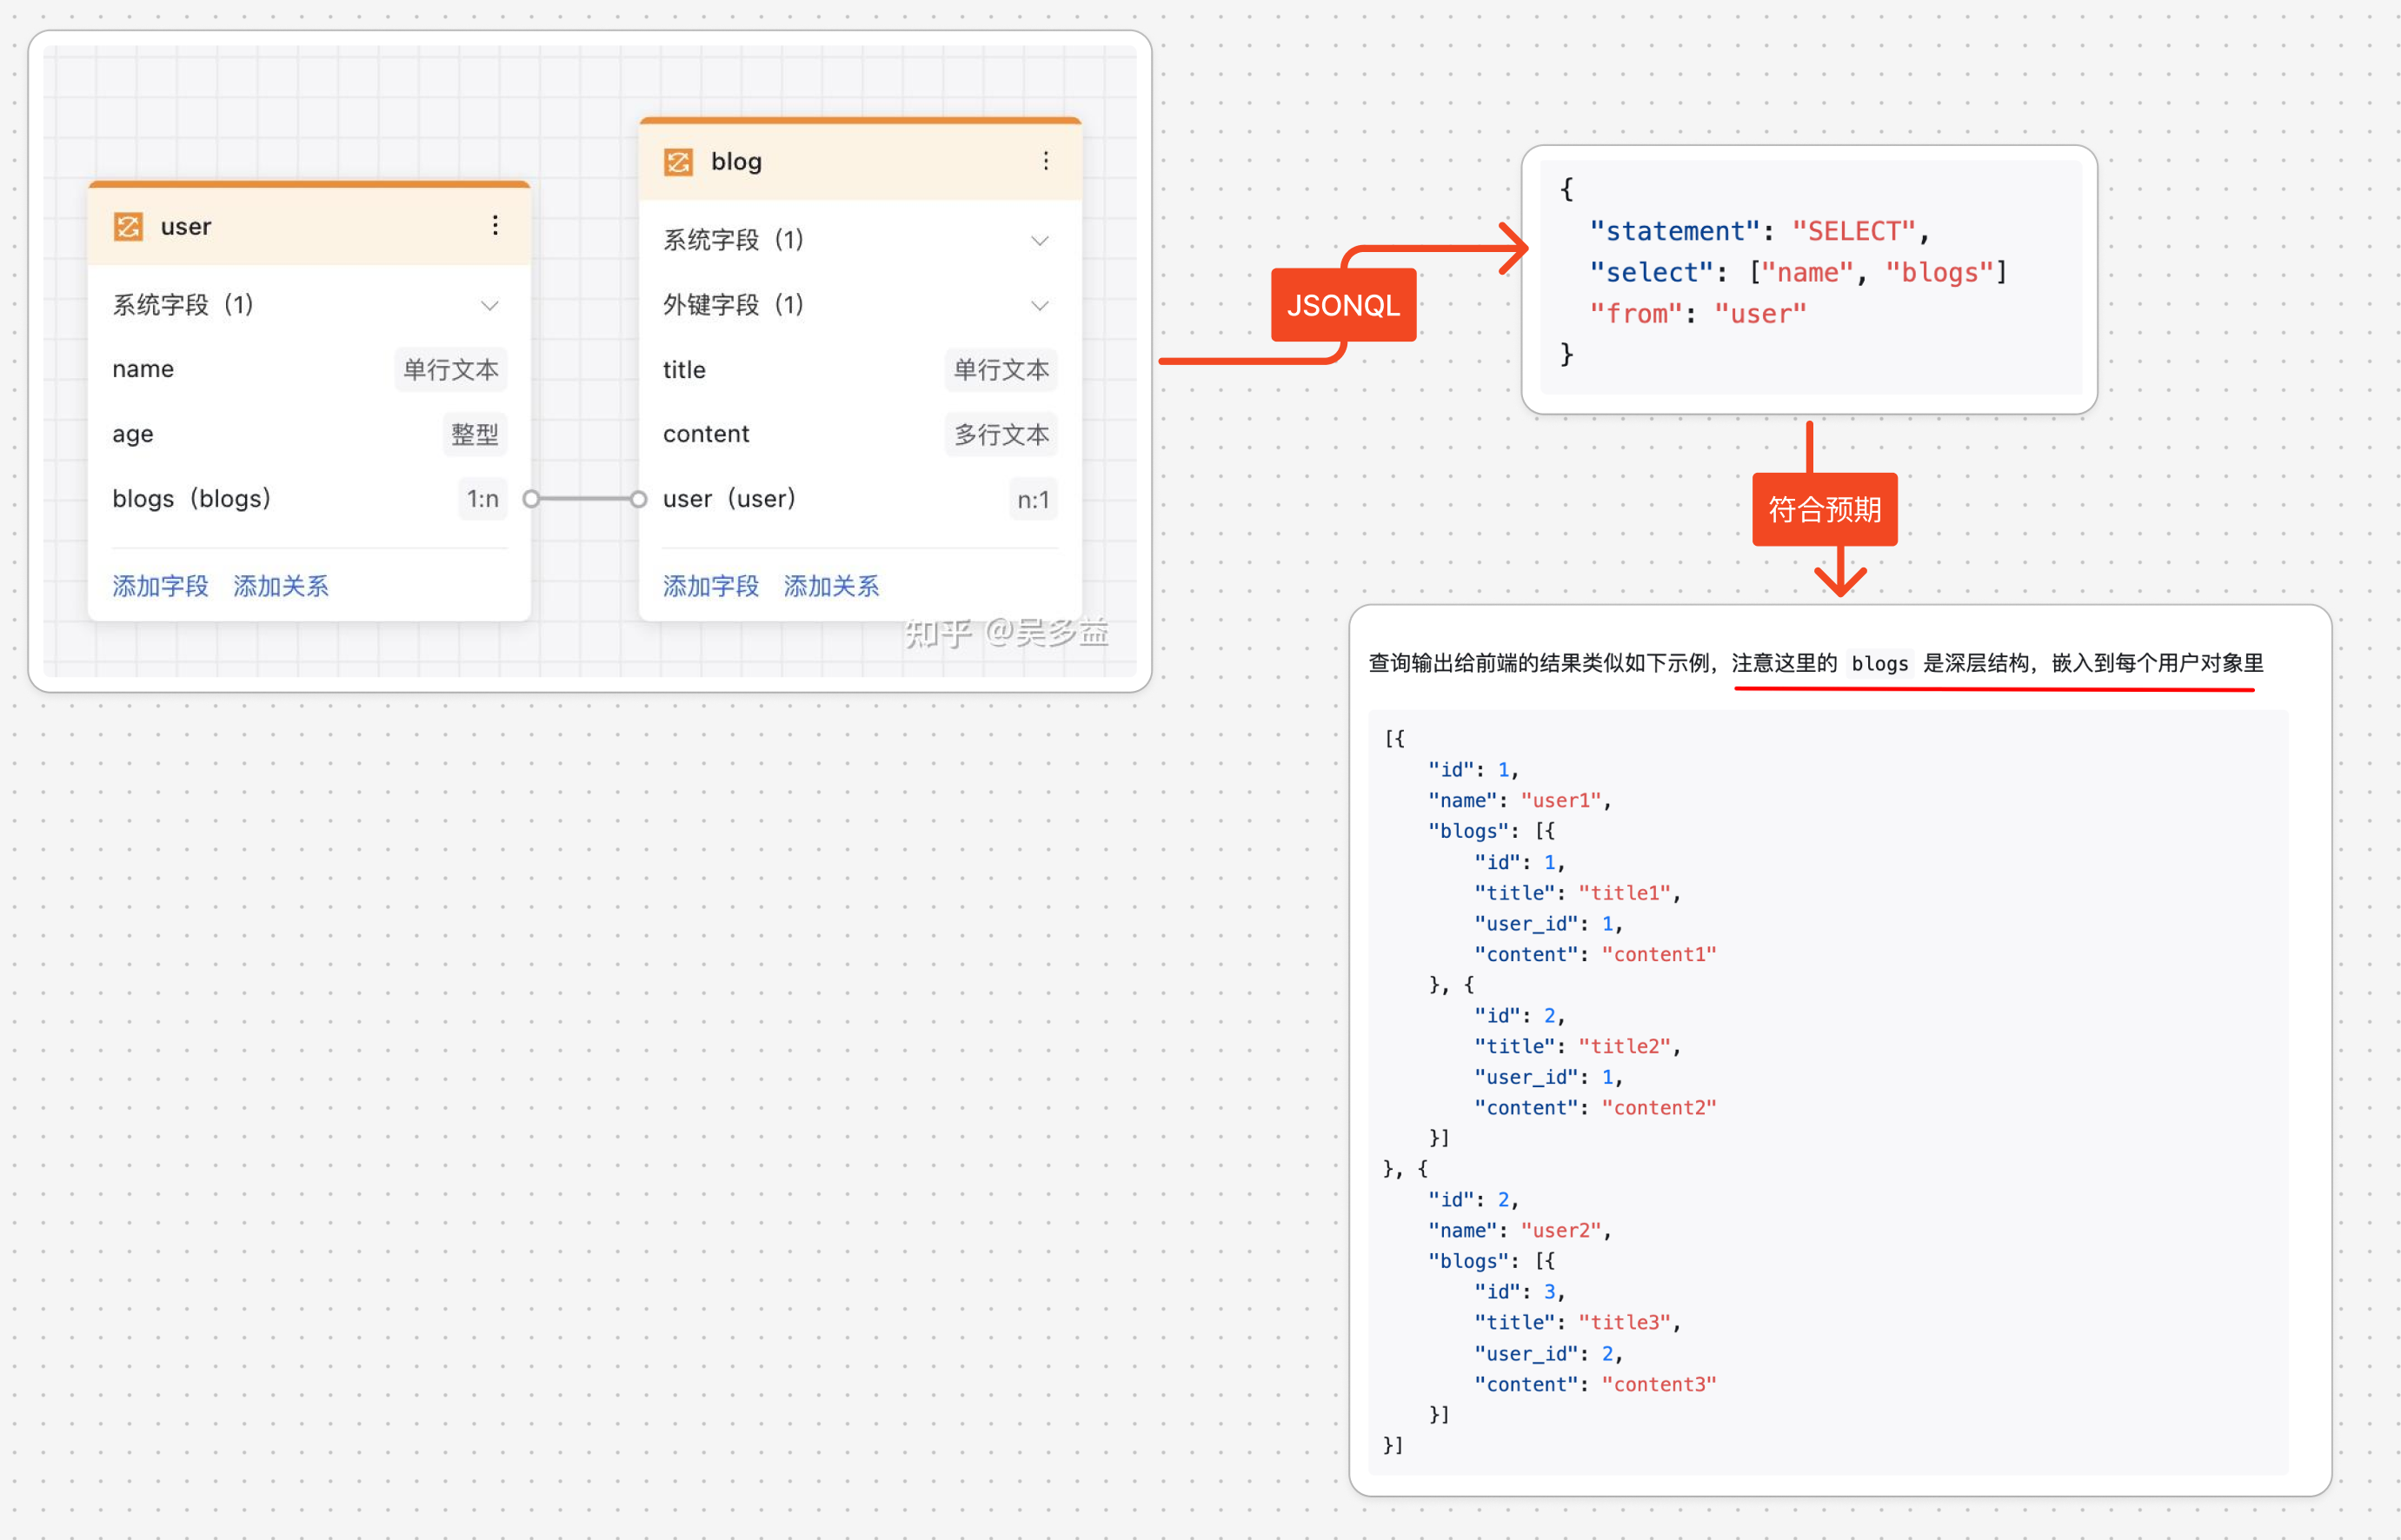 user
系统字段（1）
name 单行文本
age 整型
blogs（blogs） 1:n
添加字段 添加关系
blog
系统字段（1）
外键字段（1）
title 单行文本
content 多行文本
user（user） n:1
添加字段 添加关系
知乎 @吴多益
JSONQL
{
"statement": "SELECT",
"select": ["name", "blogs"]
"from": "user"
}
符合预期
查询输出给前端的结果类似如下示例，注意这里的 blogs 是深层结构，嵌入到每个用户对象里
[{
"id": 1,
"name": "user1",
"blogs": [{
"id": 1,
"title": "title1",
"user_id": 1,
"content": "content1"
}, {
"id": 2,
"title": "title2",
"user_id": 1,
"content": "content2"
}]
}, {
"id": 2,
"name": "user2",
"blogs": [{
"id": 3,
"title": "title3",
"user_id": 2,
"content": "content3"
}]
}]